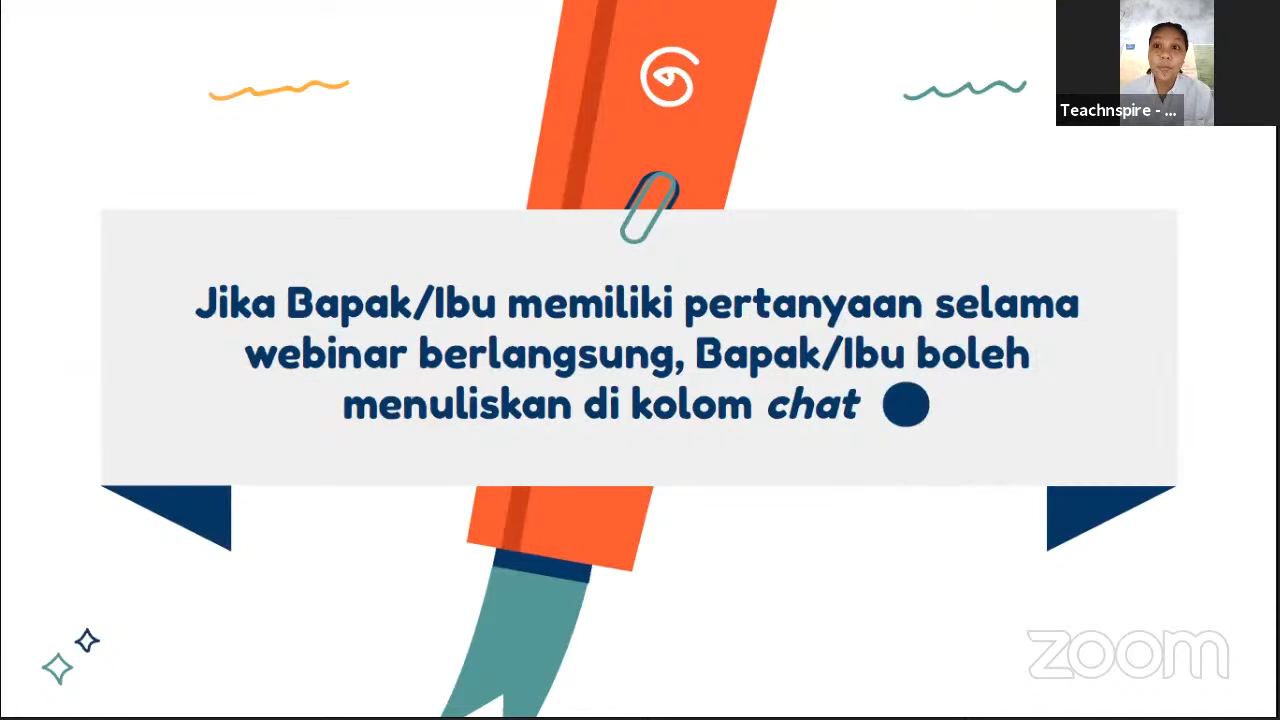 Teachnspire - ...
Jika Bapak/Ibu memiliki pertanyaan selama
webinar berlangsung, Bapak/Ibu boleh
menuliskan di kolom chat
zoom